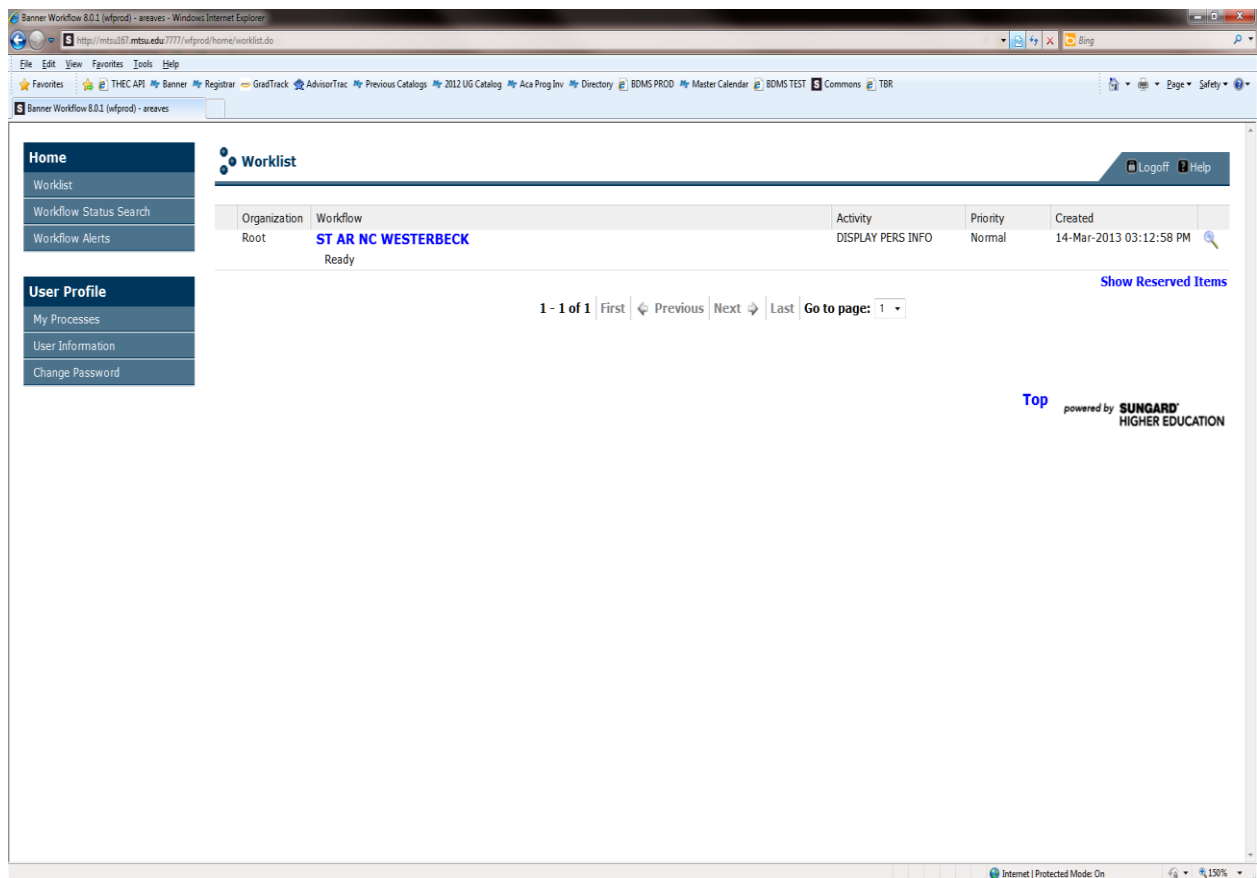 Banner Workflow 8.0.1 (wfprod) - areaves - Windows Internet Explorer
http://mtsu167.mtsu.edu:7777/wfprod/home/worklist.do
Bing
File Edit View Favorites Tools Help
Favorites THEC API Banner Registrar GradTrack AdvisorTrac Previous Catalogs 2012 UG Catalog Aca Prog Inv Directory BDMS PROD Master Calendar BDMS TEST Commons TBR Page Safety
Banner Workflow 8.0.1 (wfprod) - areaves
Home
Worklist
Workflow Status Search
Workflow Alerts
User Profile
My Processes
User Information
Change Password
Worklist
Logoff Help
Organization Workflow Activity Priority Created
Root ST AR NC WESTERBECK DISPLAY PERS INFO Normal 14-Mar-2013 03:12:58 PM
Ready
Show Reserved Items
1 - 1 of 1 First Previous Next Last Go to page: 1
Top powered by SUNGARD'
HIGHER EDUCATION
Internet | Protected Mode: On 150%